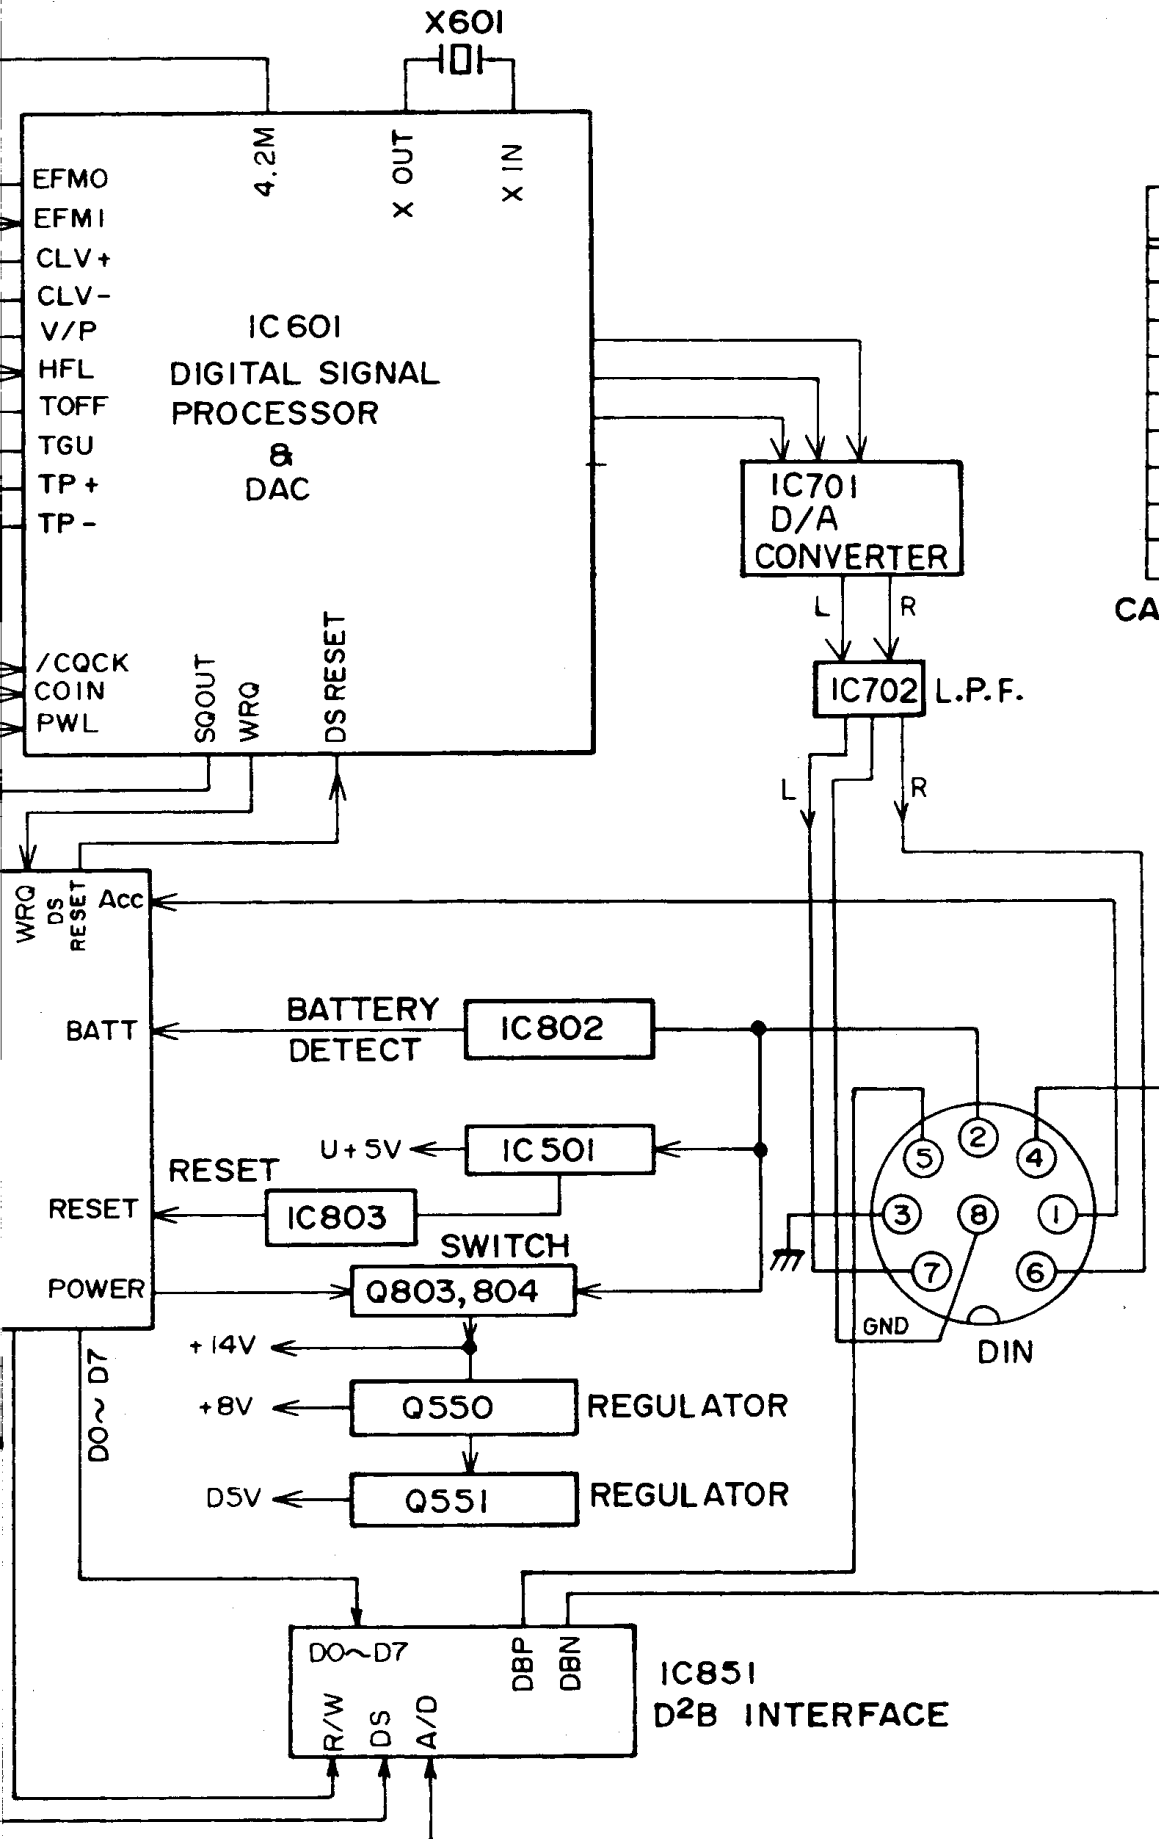 X601
4.2M
X OUT
X IN
EFMO
EFMI
CLV+
CLV-
V/P
HFL
TOFF
TGU
TP+
TP-
IC601
DIGITAL SIGNAL
PROCESSOR
&
DAC
/CQCK
COIN
PWL
SQOUT
WRQ
DS RESET
IC701
D/A
CONVERTER
L
R
IC702
L.P.F.
L
R
CA
WRQ
DS
RESET
Acc
BATT
BATTERY
DETECT
IC802
U+5V
IC501
RESET
RESET
IC803
SWITCH
POWER
Q803,804
+14V
+8V
Q550
REGULATOR
D5V
Q551
REGULATOR
2
5
4
3
8
1
7
6
GND
DIN
D0~D7
D0~D7
DBP
DBN
R/W
DS
A/D
IC851
D²B INTERFACE